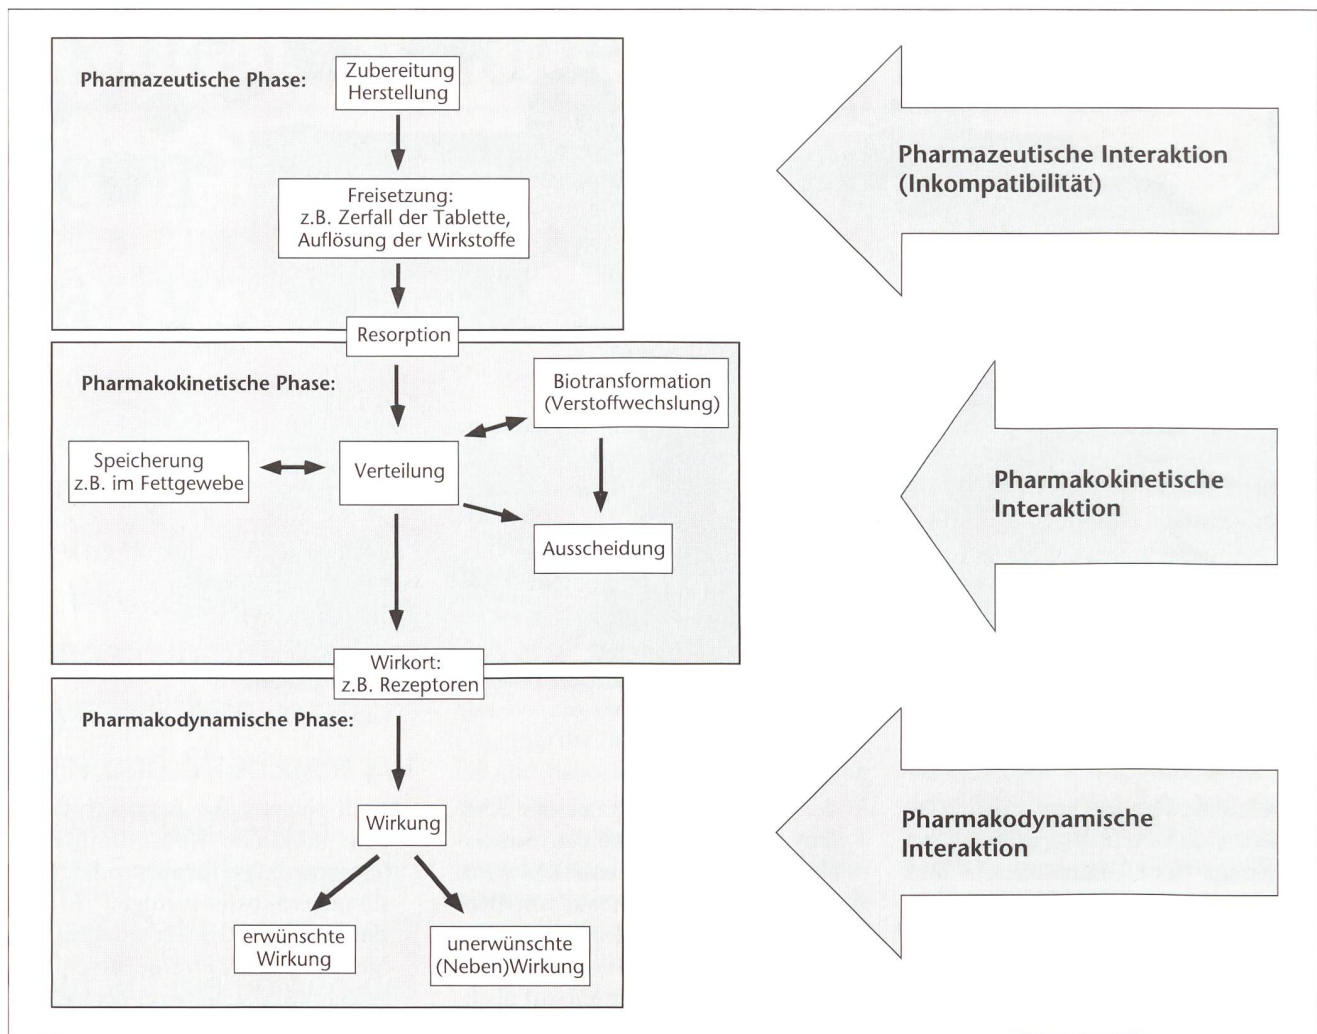 Pharmazeutische Phase:
Zubereitung
Herstellung
Freisetzung:
z.B. Zerfall der Tablette,
Auflösung der Wirkstoffe
Resorption
Pharmazeutische Interaktion
(Inkompatibilität)
Pharmakokinetische Phase:
Biotransformation
(Verstoffwechslung)
Speicherung
z.B. im Fettgewebe
Verteilung
Ausscheidung
Wirkort:
z.B. Rezeptoren
Pharmakokinetische
Interaktion
Pharmakodynamische Phase:
Wirkung
erwünschte
Wirkung
unerwünschte
(Neben)Wirkung
Pharmakodynamische
Interaktion